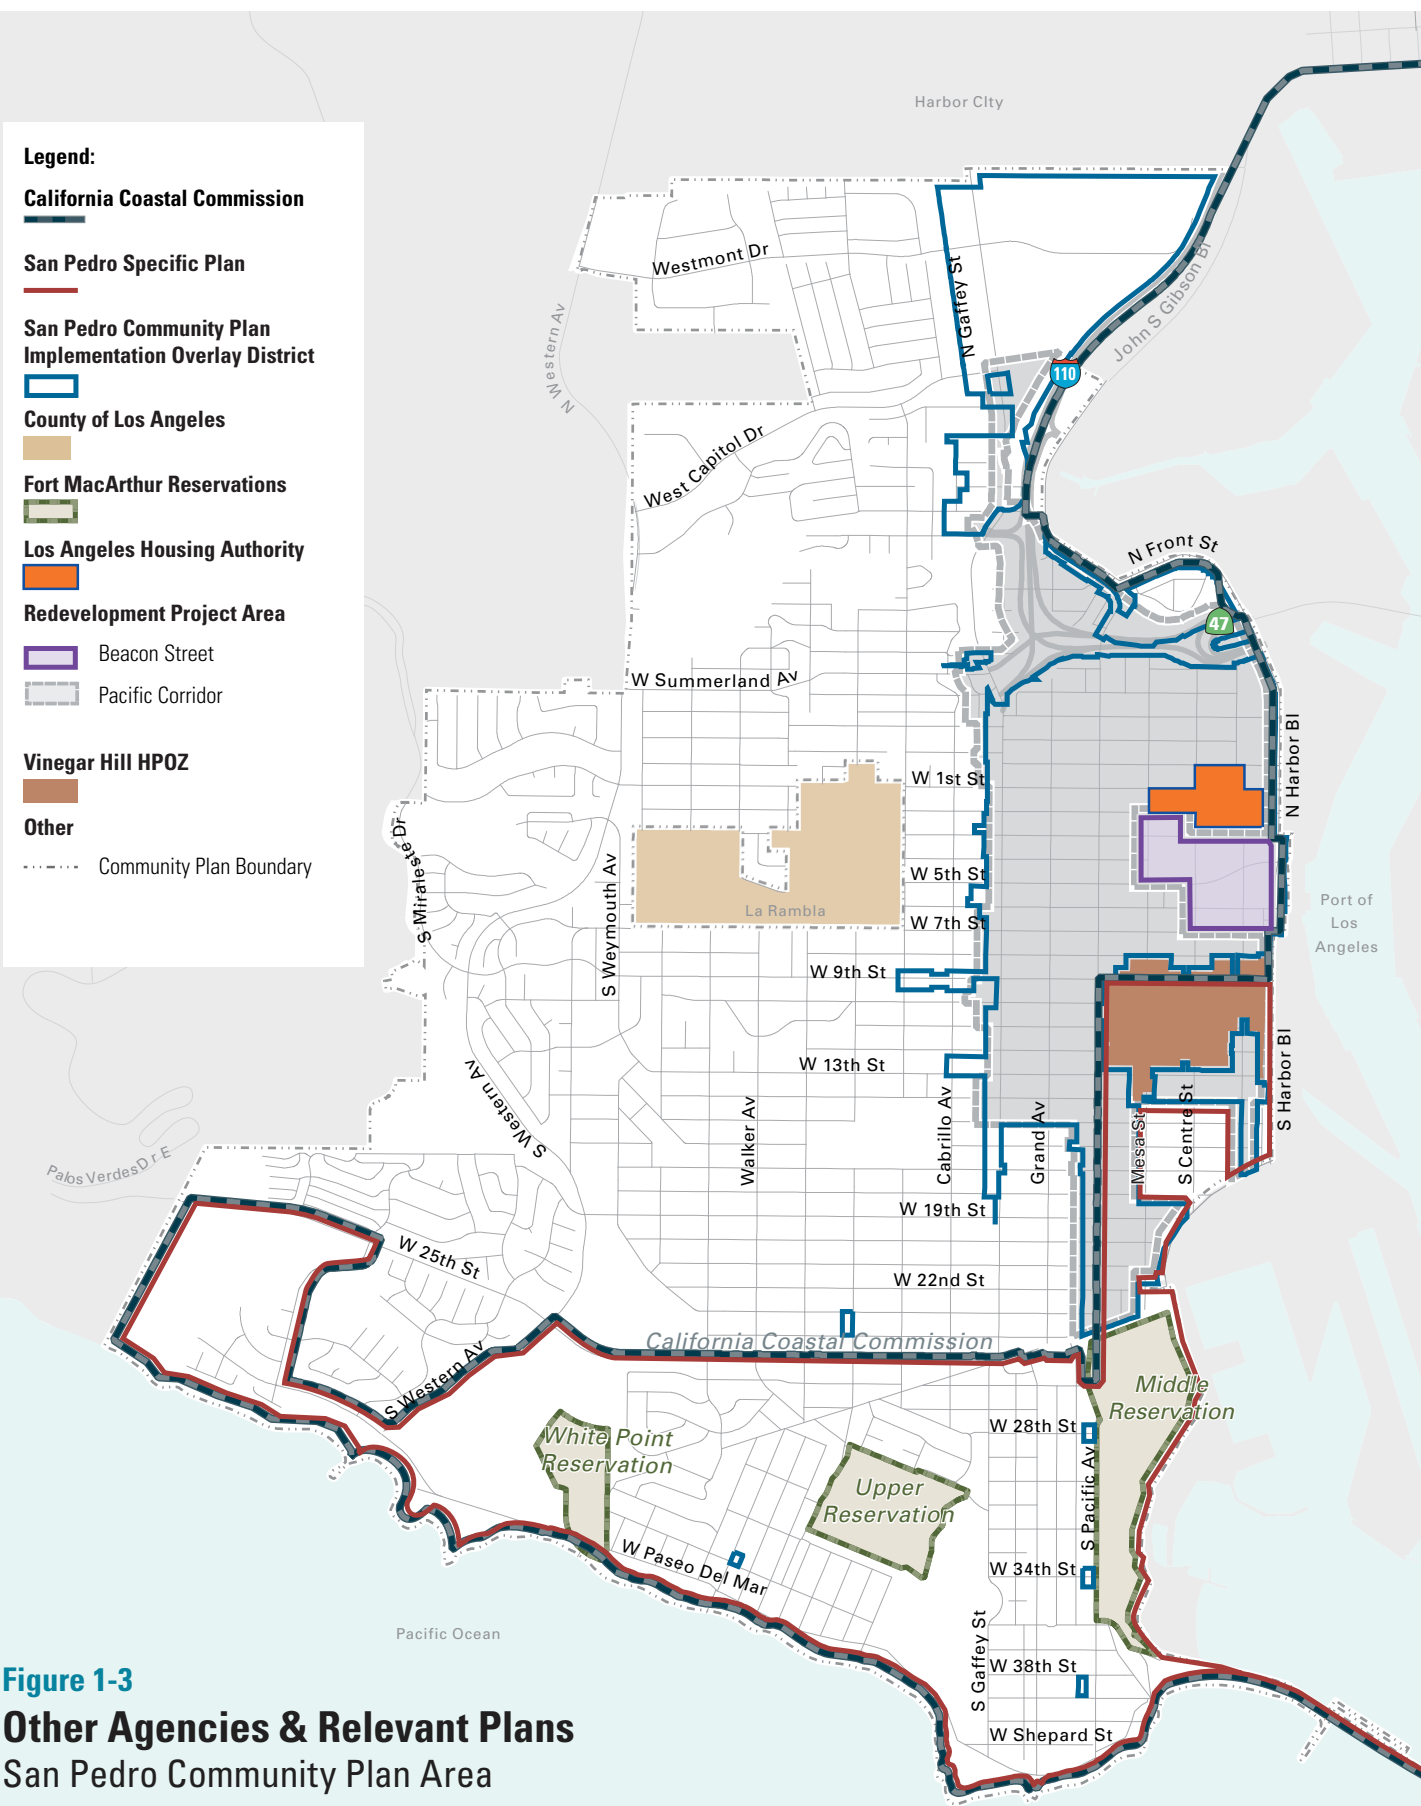 Harbor CIty
Legend:
California Coastal Commission
San Pedro Specific Plan
San Pedro Community Plan
Implementation Overlay District
County of Los Angeles
Fort MacArthur Reservations
Los Angeles Housing Authority
Redevelopment Project Area
Beacon Street
Pacific Corridor
Vinegar Hill HPOZ
Other
Community Plan Boundary
Westmont Dr
N Gaffey St
John S Gibson Bl
N Western Av
110
West Capitol Dr
N Front St
47
W Summerland Av
N Harbor Bl
W 1st St
S Miraleste Dr
S Weymouth Av
W 5th St
La Rambla
W 7th St
Port of
Los
Angeles
W 9th St
S Western Av
W 13th St
S Harbor Bl
Walker Av
Cabrillo Av
Grand Av
Mesa St
S Centre St
Palos Verdes Dr E
W 19th St
W 25th St
W 22nd St
California Coastal Commission
S Western Av
Middle
Reservation
W 28th St
White Point
Reservation
Upper
Reservation
S Pacific Av
W Paseo Del Mar
W 34th St
Pacific Ocean
S Gaffey St
W 38th St
W Shepard St
Figure 1-3
Other Agencies & Relevant Plans
San Pedro Community Plan Area